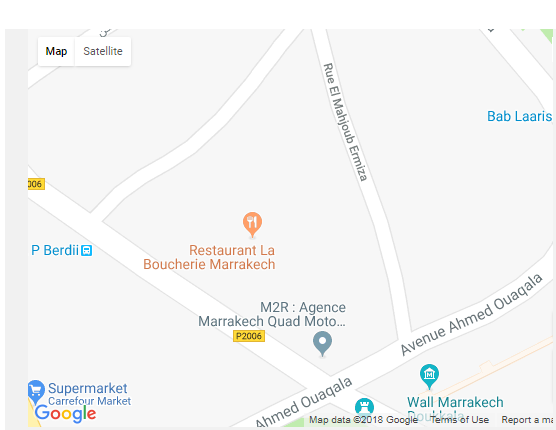 Map Satellite
Rue El Mahjoub Ermiza
Bab Laaris
006
P Berdii
Restaurant La
Boucherie Marrakech
M2R : Agence
Marrakech Quad Moto...
P2006
Avenue Ahmed Ouaqala
Supermarket
Carrefour Market
Ahmed Ouaqala
Wall Marrakech
Doukkala
Google
Map data ©2018 Google Terms of Use Report a ma